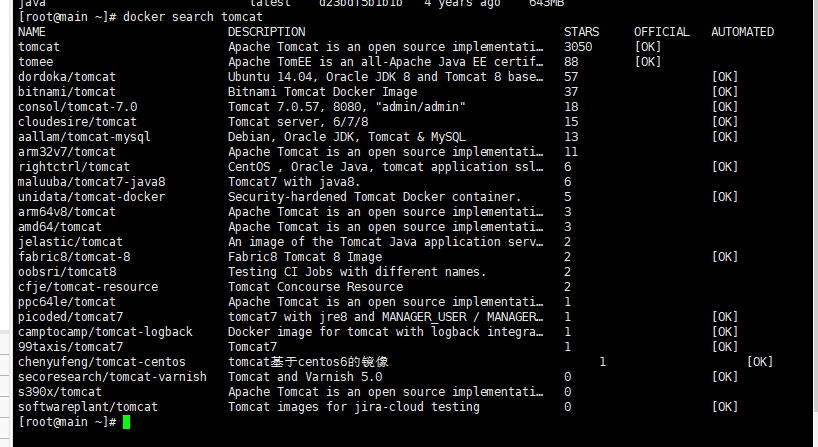 java latest d23bdf5b1b1b 4 years ago 643MB
[root@main ~]# docker search tomcat
NAME DESCRIPTION STARS OFFICIAL AUTOMATED
tomcat Apache Tomcat is an open source implementati… 3050 [OK]
tomee Apache TomEE is an all-Apache Java EE certif… 88 [OK]
dordoka/tomcat Ubuntu 14.04, Oracle JDK 8 and Tomcat 8 base… 57 [OK]
bitnami/tomcat Bitnami Tomcat Docker Image 37 [OK]
consol/tomcat-7.0 Tomcat 7.0.57, 8080, "admin/admin" 18 [OK]
cloudesire/tomcat Tomcat server, 6/7/8 15 [OK]
aallam/tomcat-mysql Debian, Oracle JDK, Tomcat & MySQL 13 [OK]
arm32v7/tomcat Apache Tomcat is an open source implementati… 11
rightctrl/tomcat CentOS , Oracle Java, tomcat application ssl… 6 [OK]
maluuba/tomcat7-java8 Tomcat7 with java8. 6
unidata/tomcat-docker Security-hardened Tomcat Docker container. 5 [OK]
arm64v8/tomcat Apache Tomcat is an open source implementati… 3
amd64/tomcat Apache Tomcat is an open source implementati… 3
jelastic/tomcat An image of the Tomcat Java application serv… 2
fabric8/tomcat-8 Fabric8 Tomcat 8 Image 2 [OK]
oobsri/tomcat8 Testing CI Jobs with different names. 2
cfje/tomcat-resource Tomcat Concourse Resource 2
ppc64le/tomcat Apache Tomcat is an open source implementati… 1
picoded/tomcat7 tomcat7 with jre8 and MANAGER_USER / MANAGER… 1 [OK]
camptocamp/tomcat-logback Docker image for tomcat with logback integra… 1 [OK]
99taxis/tomcat7 Tomcat7 1 [OK]
chenyufeng/tomcat-centos tomcat基于centos6的镜像 1 [OK]
secoresearch/tomcat-varnish Tomcat and Varnish 5.0 0 [OK]
s390x/tomcat Apache Tomcat is an open source implementati… 0
softwareplant/tomcat Tomcat images for jira-cloud testing 0 [OK]
[root@main ~]#